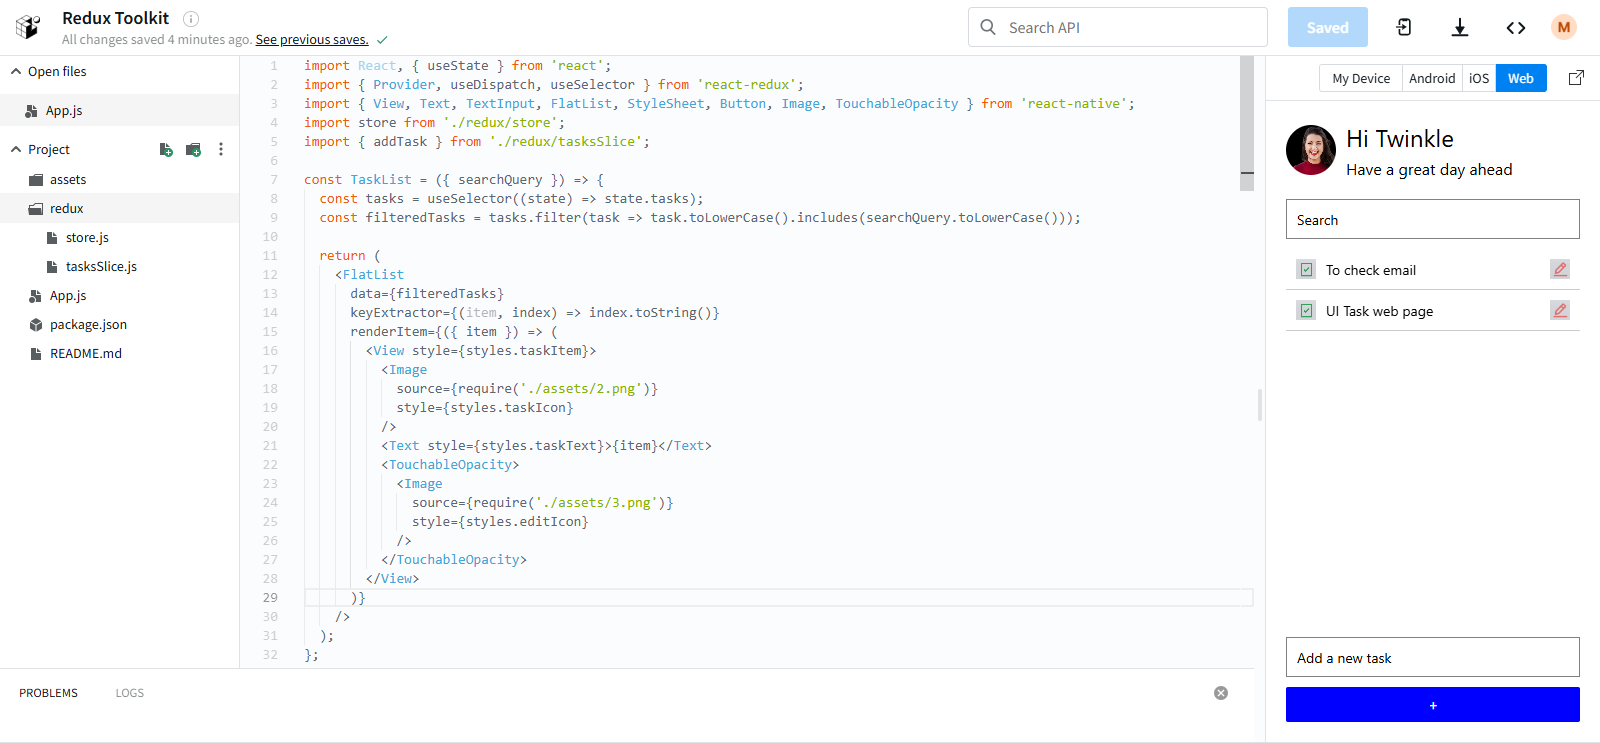 Redux Toolkit
All changes saved 4 minutes ago. See previous saves.
Search API
Saved
M
Open files
App.js
Project
assets
redux
store.js
tasksSlice.js
App.js
package.json
README.md
1 import React, { useState } from 'react';
2 import { Provider, useDispatch, useSelector } from 'react-redux';
3 import { View, Text, TextInput, FlatList, StyleSheet, Button, Image, TouchableOpacity } from 'react-native';
4 import store from './redux/store';
5 import { addTask } from './redux/tasksSlice';
6
7 const TaskList = ({ searchQuery }) => {
8 const tasks = useSelector((state) => state.tasks);
9 const filteredTasks = tasks.filter(task => task.toLowerCase().includes(searchQuery.toLowerCase()));
10
11 return (
12 <FlatList
13 data={filteredTasks}
14 keyExtractor={(item, index) => index.toString()}
15 renderItem={({ item }) => (
16 <View style={styles.taskItem}>
17 <Image
18 source={require('./assets/2.png')}
19 style={styles.taskIcon}
20 />
21 <Text style={styles.taskText}>{item}</Text>
22 <TouchableOpacity>
23 <Image
24 source={require('./assets/3.png')}
25 style={styles.editIcon}
26 />
27 </TouchableOpacity>
28 </View>
29 )}
30 />
31 );
32 };
PROBLEMS LOGS
My Device Android iOS Web
Hi Twinkle
Have a great day ahead
Search
To check email
UI Task web page
Add a new task
+